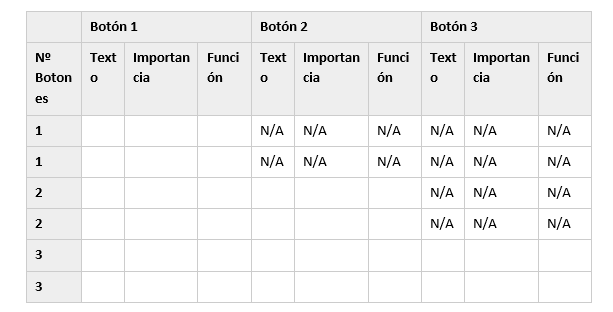 Botón 1 Botón 2 Botón 3
Nº Botones Texto Importancia Función Texto Importancia Función Texto Importancia Función
1 N/A N/A N/A N/A N/A N/A
1 N/A N/A N/A N/A N/A N/A
2 N/A N/A N/A
2 N/A N/A N/A
3
3